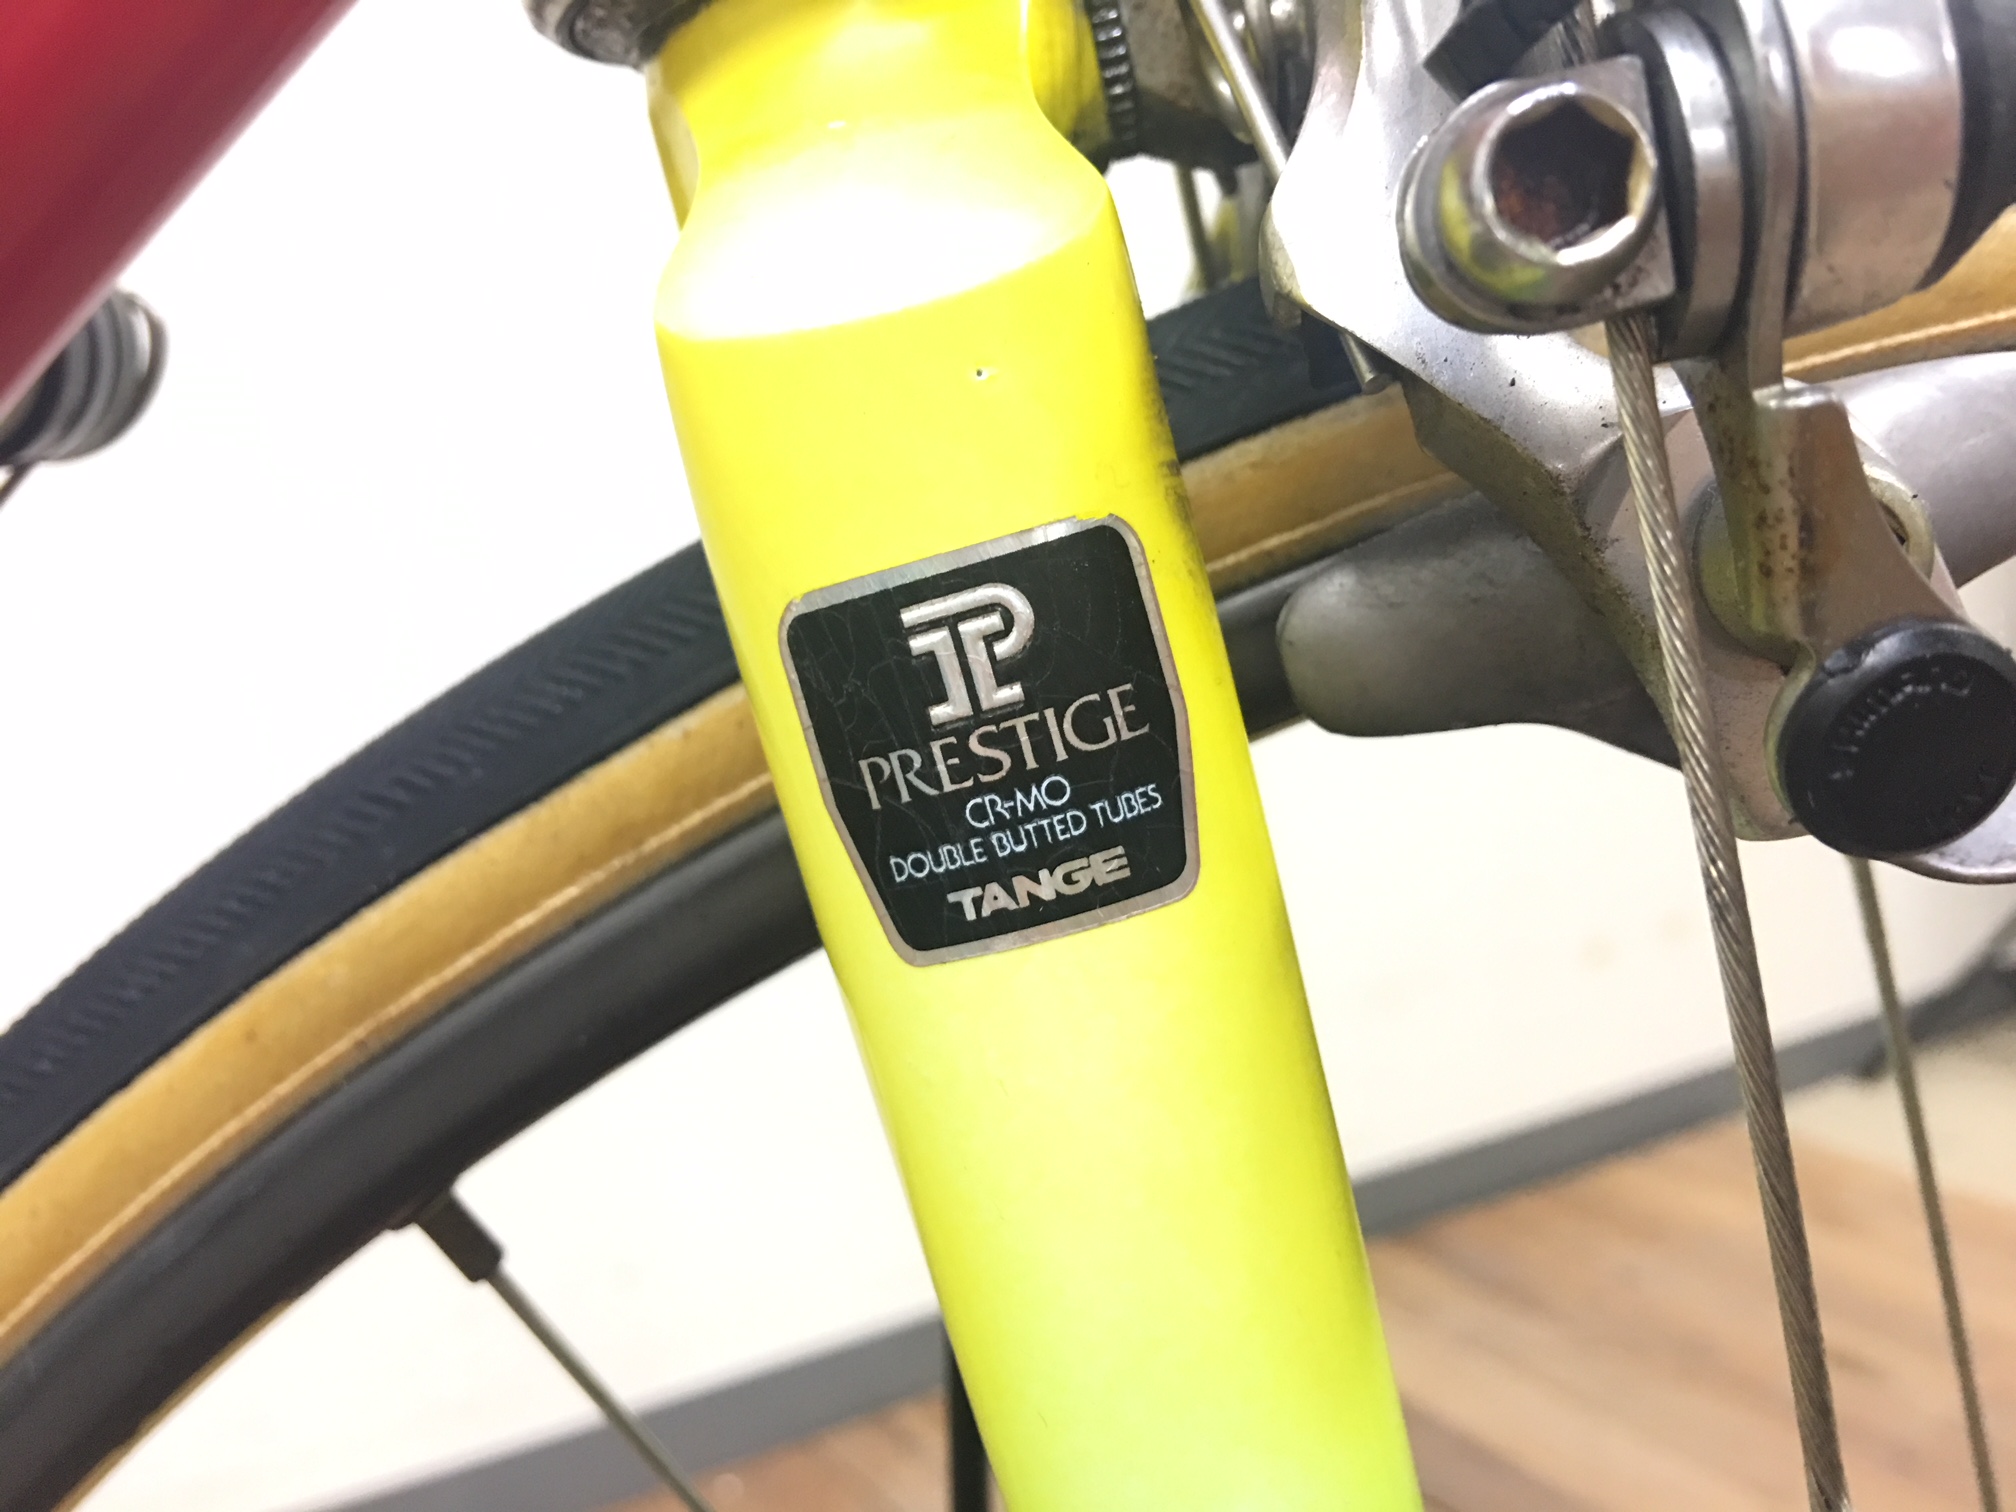 PRESTIGE
CR-MO
DOUBLE BUTTED TUBES
TANGE